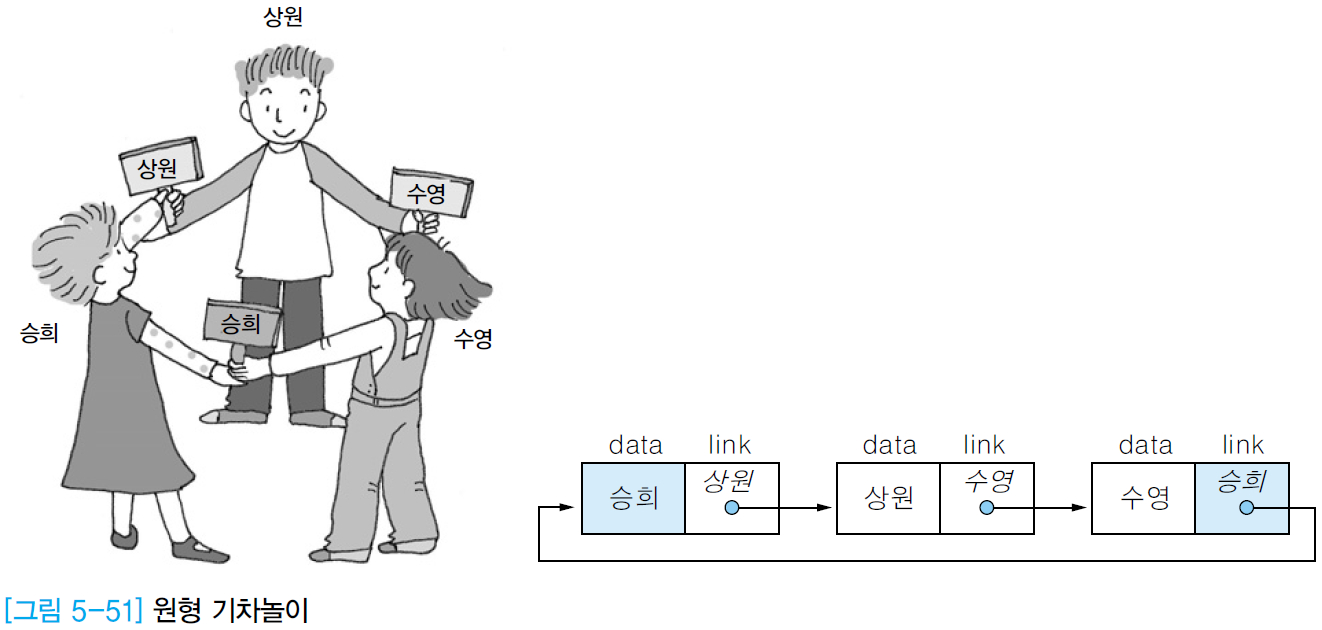 상원
상원
수영
승희
승희
수영
data link data link data link
승희 상원 상원 수영 수영 승희
[그림 5-51] 원형 기차놀이